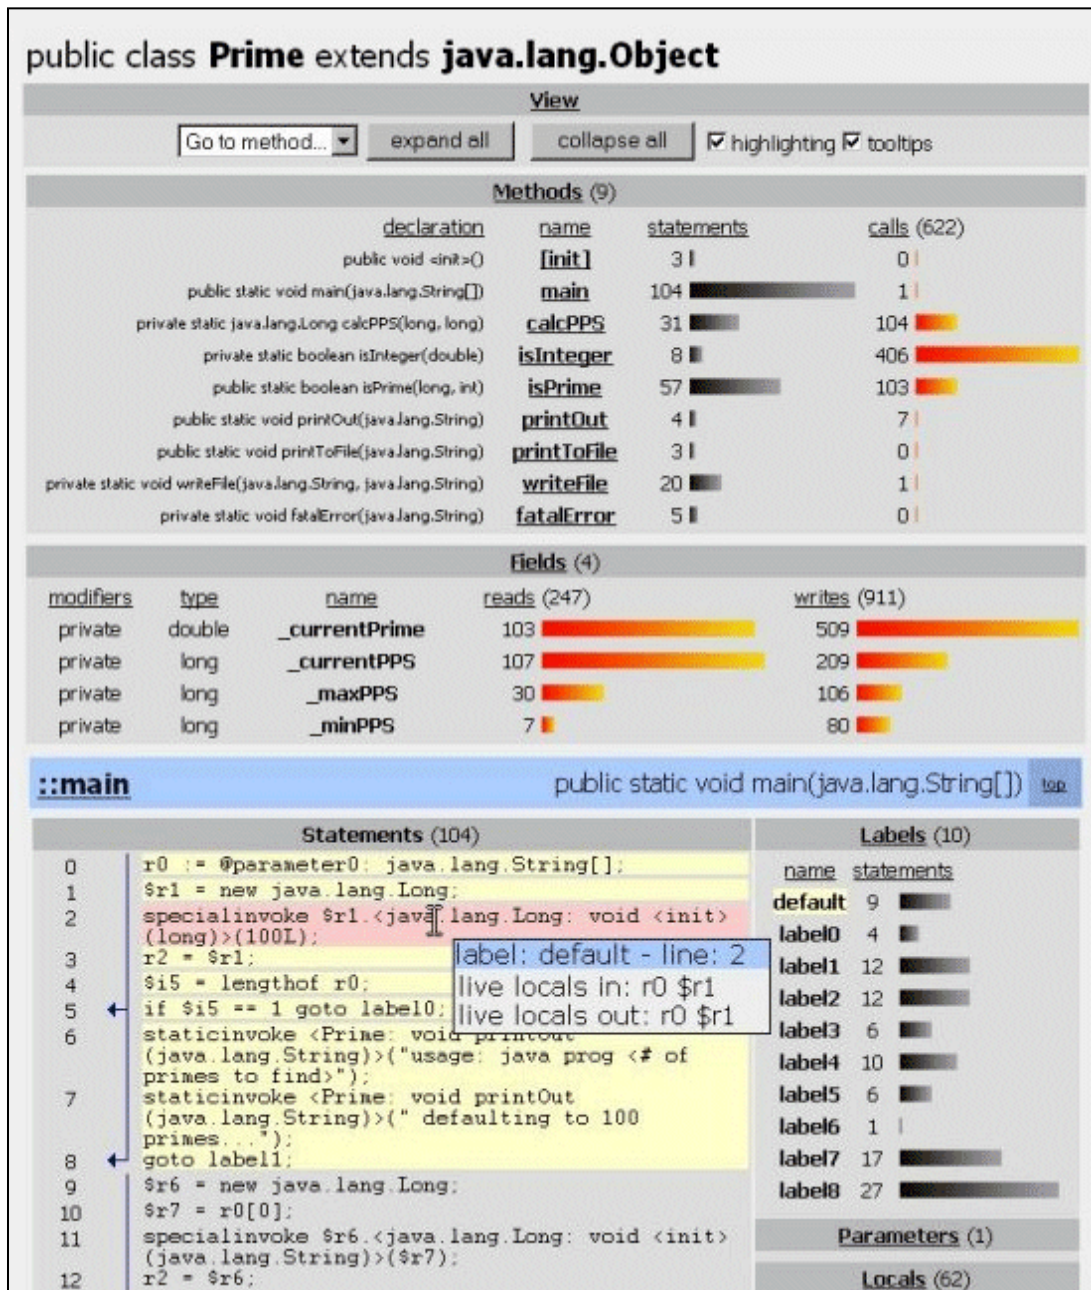 public class Prime extends java.lang.Object
View
Go to method... expand all collapse all highlighting tooltips
Methods (9)
declaration name statements calls (622)
public void <init>() [init] 3 0
public static void main(java.lang.String[]) main 104 1
private static java.lang.Long calcPPS(long, long) calcPPS 31 104
private static boolean isInteger(double) isInteger 8 406
public static boolean isPrime(long, int) isPrime 57 103
public static void printOut(java.lang.String) printOut 4 7
public static void printToFile(java.lang.String) printToFile 3 0
private static void writeFile(java.lang.String, java.lang.String) writeFile 20 1
private static void fatalError(java.lang.String) fatalError 5 0
Fields (4)
modifiers type name reads (247) writes (911)
private double _currentPrime 103 509
private long _currentPPS 107 209
private long _maxPPS 30 106
private long _minPPS 7 80
::main public static void main(java.lang.String[]) top
Statements (104)
0 r0 := @parameter0: java.lang.String[];
1 $r1 = new java.lang.Long;
2 specialinvoke $r1.<java.lang.Long: void <init>
(long)>(100L);
3 r2 = $r1;
4 $i5 = lengthof r0;
5 if $i5 == 1 goto label0;
6 staticinvoke <Prime: void printOut
(java.lang.String)>("usage: java prog <# of
primes to find>");
7 staticinvoke <Prime: void printOut
(java.lang.String)>(" defaulting to 100
primes...");
8 goto label1;
9 $r6 = new java.lang.Long;
10 $r7 = r0[0];
11 specialinvoke $r6.<java.lang.Long: void <init>
(java.lang.String)>($r7);
12 r2 = $r6;
label: default - line: 2
live locals in: r0 $r1
live locals out: r0 $r1
Labels (10)
name statements
default 9
label0 4
label1 12
label2 12
label3 6
label4 10
label5 6
label6 1
label7 17
label8 27
Parameters (1)
Locals (62)